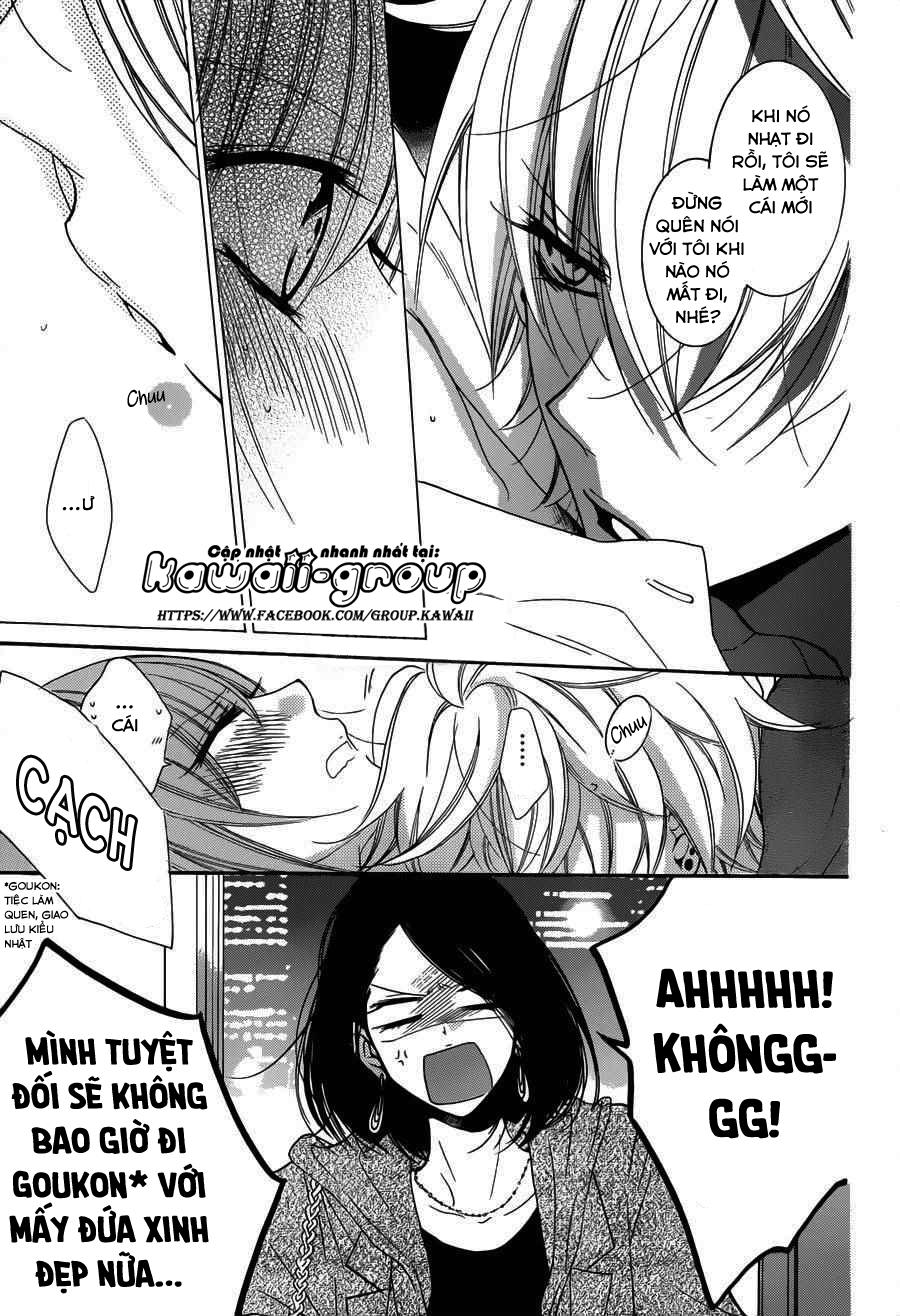 KHI NÓ
NHẠT ĐI
RỒI, TÔI SẼ
LÀM MỘT
CÁI MỚI
ĐỪNG
QUÊN NÓI
VỚI TÔI KHI
NÀO NÓ
MẤT ĐI,
NHÉ?
Chuu
...Ư
Cập nhật nhanh nhất tại:
kawaii-group
HTTPS://WWW.FACEBOOK.COM/GROUP.KAWAII
Chuu
......
...
CÁI
CẠCH
*GOUKON:
TIỆC LÀM
QUEN, GIAO
LƯU KIỂU
NHẬT
AHHHHH!
KHÔNGG-
GG!
MÌNH TUYỆT
ĐỐI SẼ KHÔNG
BAO GIỜ ĐI
GOUKON* VỚI
MẤY ĐỨA XINH
ĐẸP NỮA...